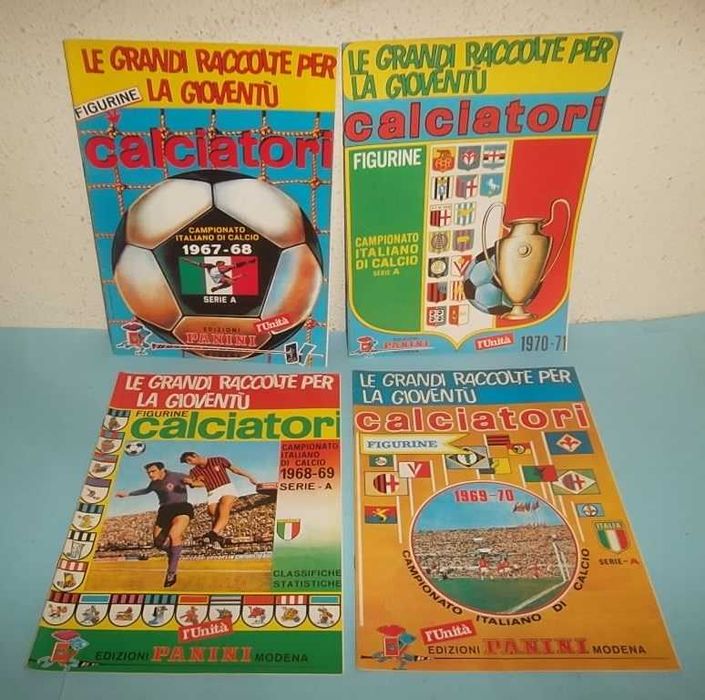 LE GRANDI RACCOLTE PER
LA GIOVENTÙ
FIGURINE
calciatori
CAMPIONATO
ITALIANO DI CALCIO
1967-68
SERIE A
EDIZIONI
PANINI
l'Unità
LE GRANDI RACCOLTE PER
LA GIOVENTÙ
calciatori
FIGURINE
CAMPIONATO
ITALIANO
DI CALCIO
SERIE A
PANINI
l'Unità
1970-71
LE GRANDI RACCOLTE PER
LA GIOVENTÙ
FIGURINE
calciatori
CAMPIONATO
ITALIANO
DI CALCIO
1968-69
SERIE-A
CLASSIFICHE
STATISTICHE
l'Unità
EDIZIONI PANINI MODENA
LE GRANDI RACCOLTE PER
LA GIOVENTÙ
calciatori
FIGURINE
1969-70
ITALIA
SERIE-A
CAMPIONATO ITALIANO DI CALCIO
l'Unità
EDIZIONI PANINI MODENA